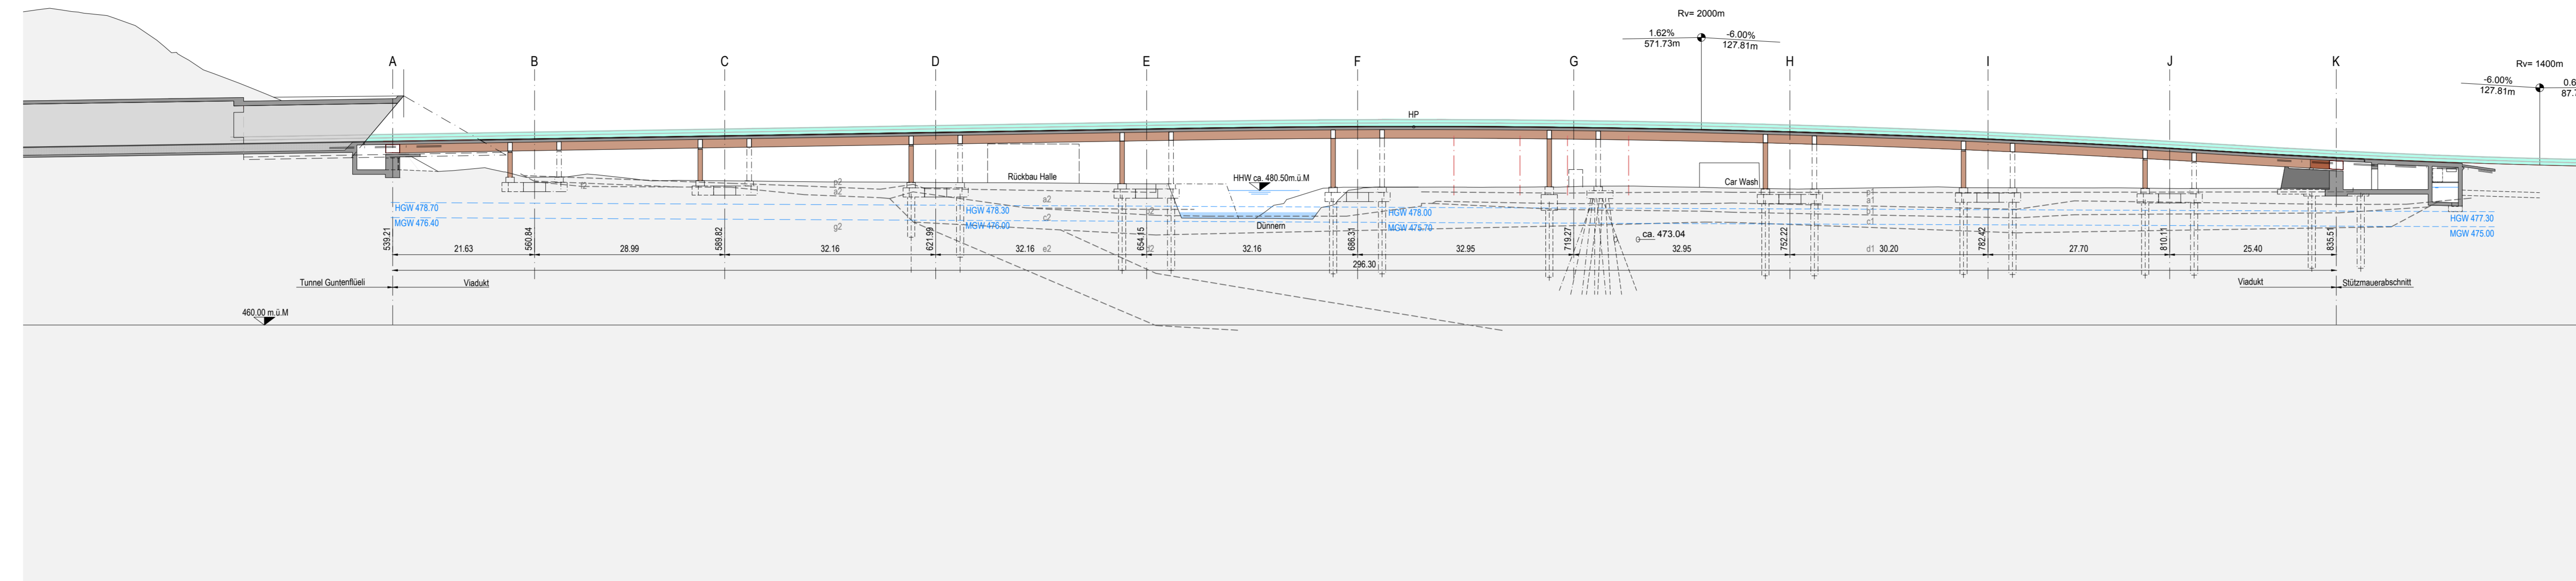 Rv= 2000m
1.62%
571.73m
-6.00%
127.81m
Rv= 1400m
-6.00%
127.81m
A
B
C
D
E
F
G
H
I
J
K
HP
Rückbau Halle
HHW ca. 480.50m.ü.M
Car Wash
Dünnern
HGW 478.70
MGW 476.40
HGW 478.30
MGW 476.00
HGW 478.00
MGW 475.70
HGW 477.30
MGW 475.00
a2
c2
g2
e2
d2
a1
c1
d1
ca. 473.04
539.21
560.84
589.82
621.99
654.15
686.31
719.27
752.22
782.42
810.11
835.51
21.63
28.99
32.16
32.16
32.16
32.95
32.95
30.20
27.70
25.40
296.30
Tunnel Guntenflüeli
Viadukt
Viadukt
Stützmauerabschnitt
460.00 m.ü.M